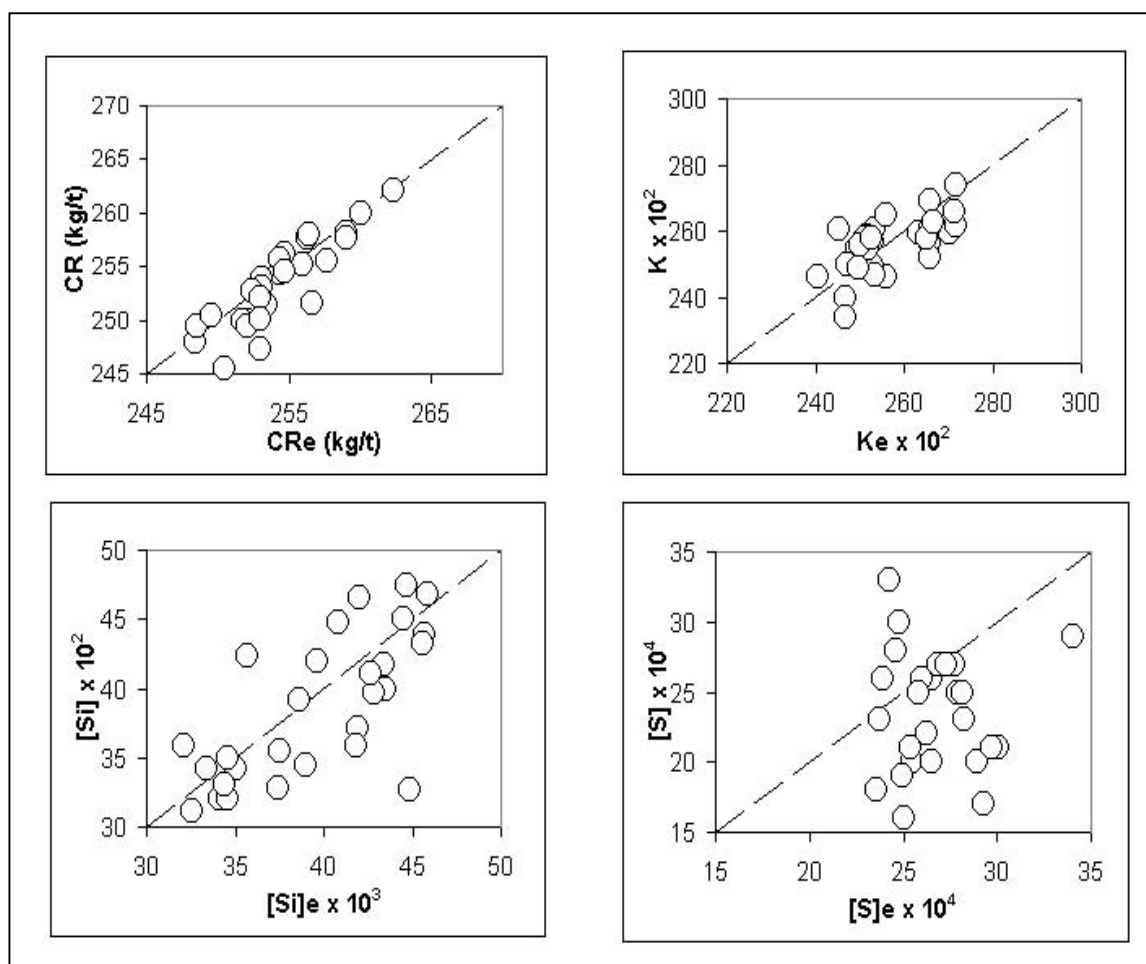 270
265
260
255
250
245
CR (kg/t)
245 255 265
CRe (kg/t)
300
280
260
240
220
K x 10²
220 240 260 280 300
Ke x 10²
50
45
40
35
30
[Si] x 10²
30 35 40 45 50
[Si]e x 10³
35
30
25
20
15
[S] x 10⁴
15 20 25 30 35
[S]e x 10⁴